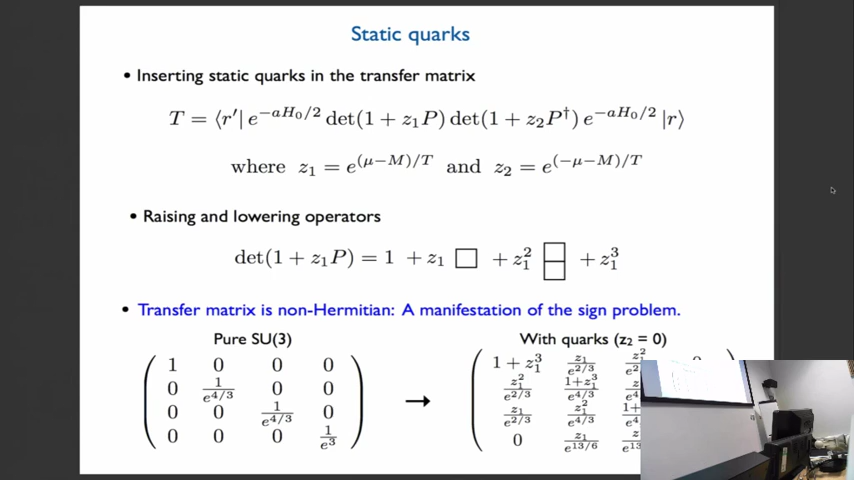 Static quarks
• Inserting static quarks in the transfer matrix
T = ⟨r′| e^{−aH_0/2} det(1 + z_1P) det(1 + z_2P^†) e^{−aH_0/2} |r⟩
where z_1 = e^{(μ−M)/T} and z_2 = e^{(−μ−M)/T}
• Raising and lowering operators
det(1 + z_1P) = 1 + z_1 □ + z_1^2 + z_1^3
• Transfer matrix is non-Hermitian: A manifestation of the sign problem.
Pure SU(3)
1 0 0 0
0 1/e^{4/3} 0 0
0 0 1/e^{4/3} 0
0 0 0 1/e^3
→
With quarks (z_2 = 0)
1 + z_1^3 z_1/e^{2/3}
z_1^2/e^{2/3} 1+z_1^3/e^{4/3}
z_1/e^{2/3} z_1^2/e^{4/3}
0 z_1/e^{13/6}